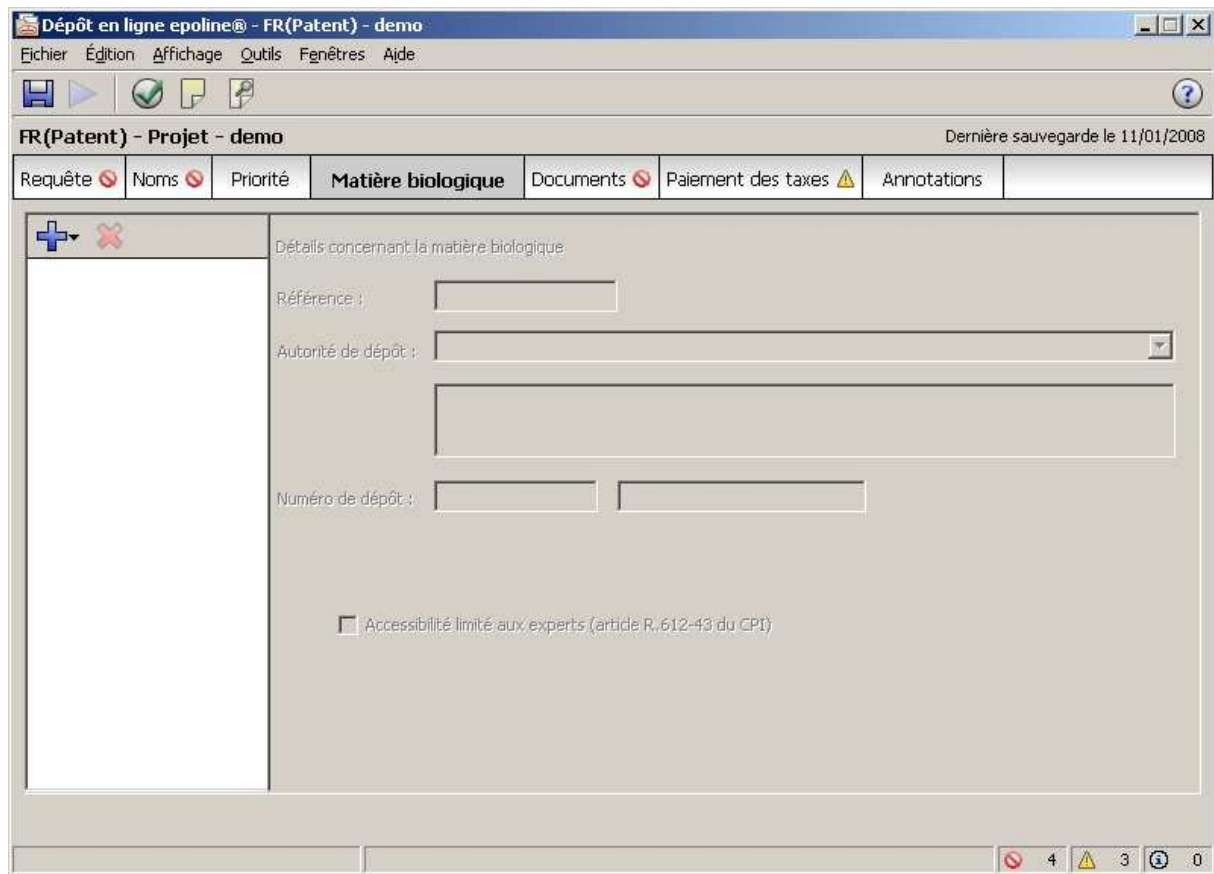 Dépôt en ligne epoline® - FR(Patent) - demo
Fichier Édition Affichage Outils Fenêtres Aide
FR(Patent) - Projet - demo Dernière sauvegarde le 11/01/2008
Requête Noms Priorité Matière biologique Documents Paiement des taxes Annotations
Détails concernant la matière biologique
Référence :
Autorité de dépôt :
Numéro de dépôt :
Accessibilité limité aux experts (article R.612-43 du CPI)
4 3 0